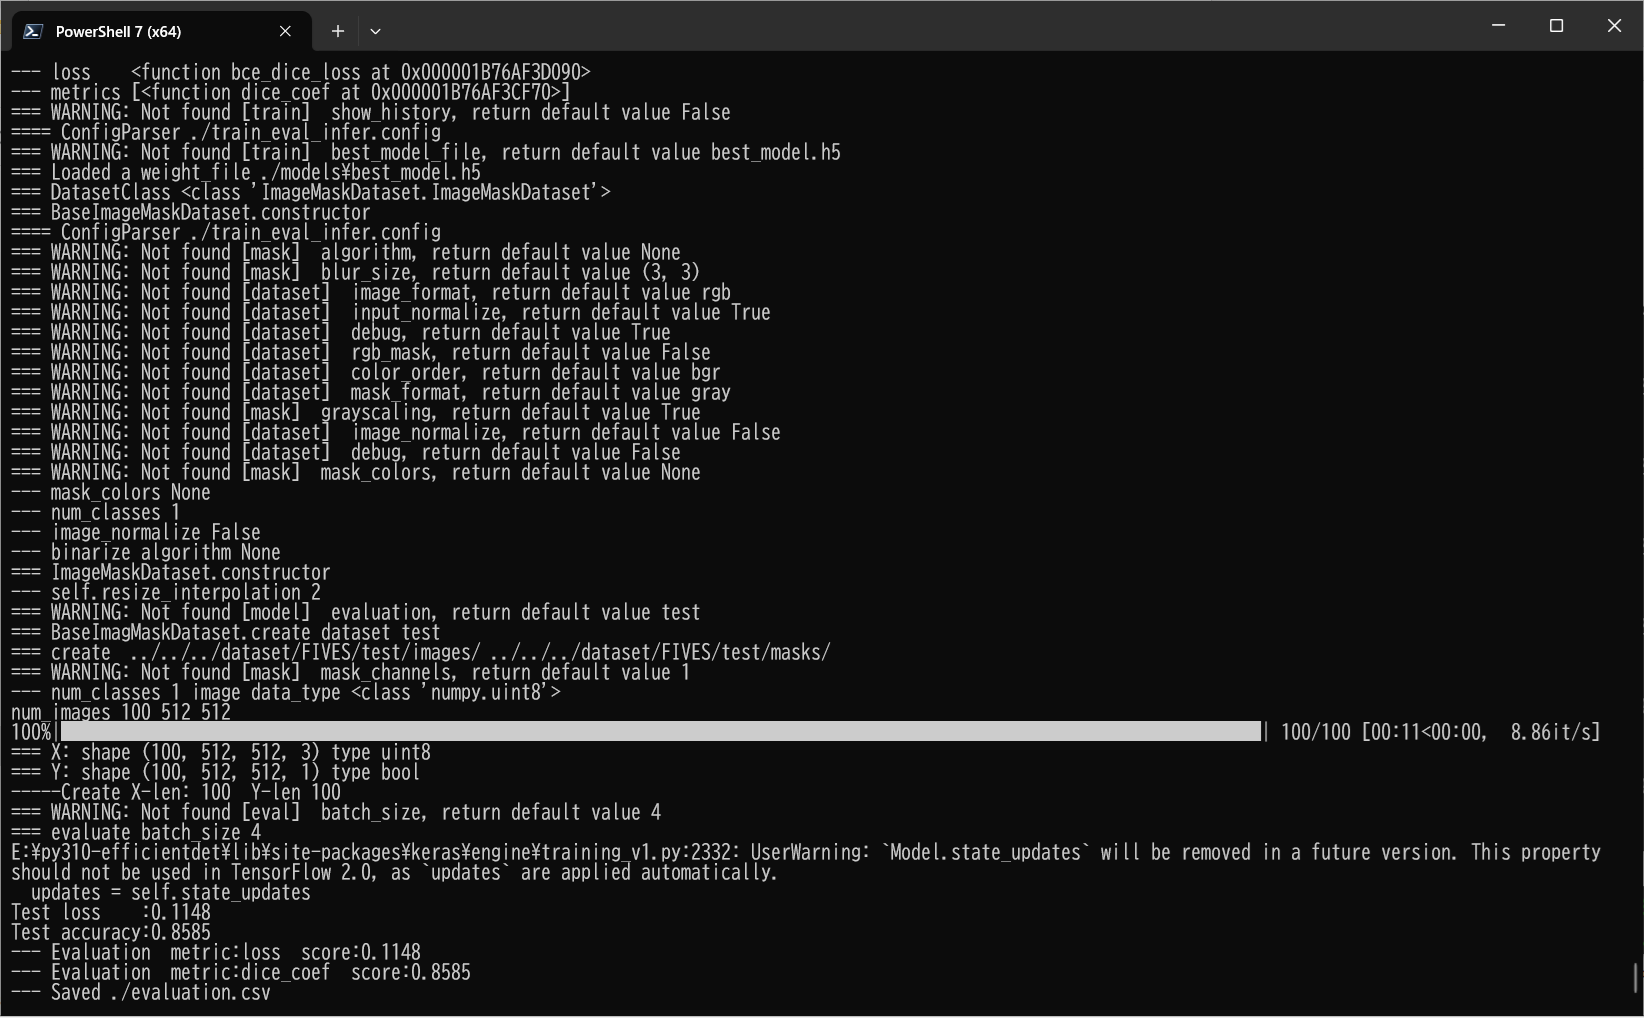 PowerShell 7 (x64)
--- loss    <function bce_dice_loss at 0x000001B76AF3D090>
--- metrics [<function dice_coef at 0x000001B76AF3CF70>]
=== WARNING: Not found [train]  show_history, return default value False
==== ConfigParser ./train_eval_infer.config
=== WARNING: Not found [train]  best_model_file, return default value best_model.h5
=== Loaded a weight_file ./models¥best_model.h5
=== DatasetClass <class 'ImageMaskDataset.ImageMaskDataset'>
=== BaseImageMaskDataset.constructor
==== ConfigParser ./train_eval_infer.config
=== WARNING: Not found [mask]  algorithm, return default value None
=== WARNING: Not found [mask]  blur_size, return default value (3, 3)
=== WARNING: Not found [dataset]  image_format, return default value rgb
=== WARNING: Not found [dataset]  input_normalize, return default value True
=== WARNING: Not found [dataset]  debug, return default value True
=== WARNING: Not found [dataset]  rgb_mask, return default value False
=== WARNING: Not found [dataset]  color_order, return default value bgr
=== WARNING: Not found [dataset]  mask_format, return default value gray
=== WARNING: Not found [mask]  grayscaling, return default value True
=== WARNING: Not found [dataset]  image_normalize, return default value False
=== WARNING: Not found [dataset]  debug, return default value False
=== WARNING: Not found [mask]  mask_colors, return default value None
--- mask_colors None
--- num_classes 1
--- image_normalize False
--- binarize algorithm None
=== ImageMaskDataset.constructor
--- self.resize_interpolation 2
=== WARNING: Not found [model]  evaluation, return default value test
=== BaseImagMaskDataset.create dataset test
=== create  ../../../dataset/FIVES/test/images/ ../../../dataset/FIVES/test/masks/
=== WARNING: Not found [mask]  mask_channels, return default value 1
--- num_classes 1 image data_type <class 'numpy.uint8'>
num_images 100 512 512
100%| | 100/100 [00:11<00:00,  8.86it/s]
=== X: shape (100, 512, 512, 3) type uint8
=== Y: shape (100, 512, 512, 1) type bool
-----Create X-len: 100  Y-len 100
=== WARNING: Not found [eval]  batch_size, return default value 4
=== evaluate batch_size 4
E:¥py310-efficientdet¥lib¥site-packages¥keras¥engine¥training_v1.py:2332: UserWarning: `Model.state_updates` will be removed in a future version. This property
should not be used in TensorFlow 2.0, as `updates` are applied automatically.
  updates = self.state_updates
Test loss    :0.1148
Test accuracy:0.8585
--- Evaluation  metric:loss  score:0.1148
--- Evaluation  metric:dice_coef  score:0.8585
--- Saved ./evaluation.csv